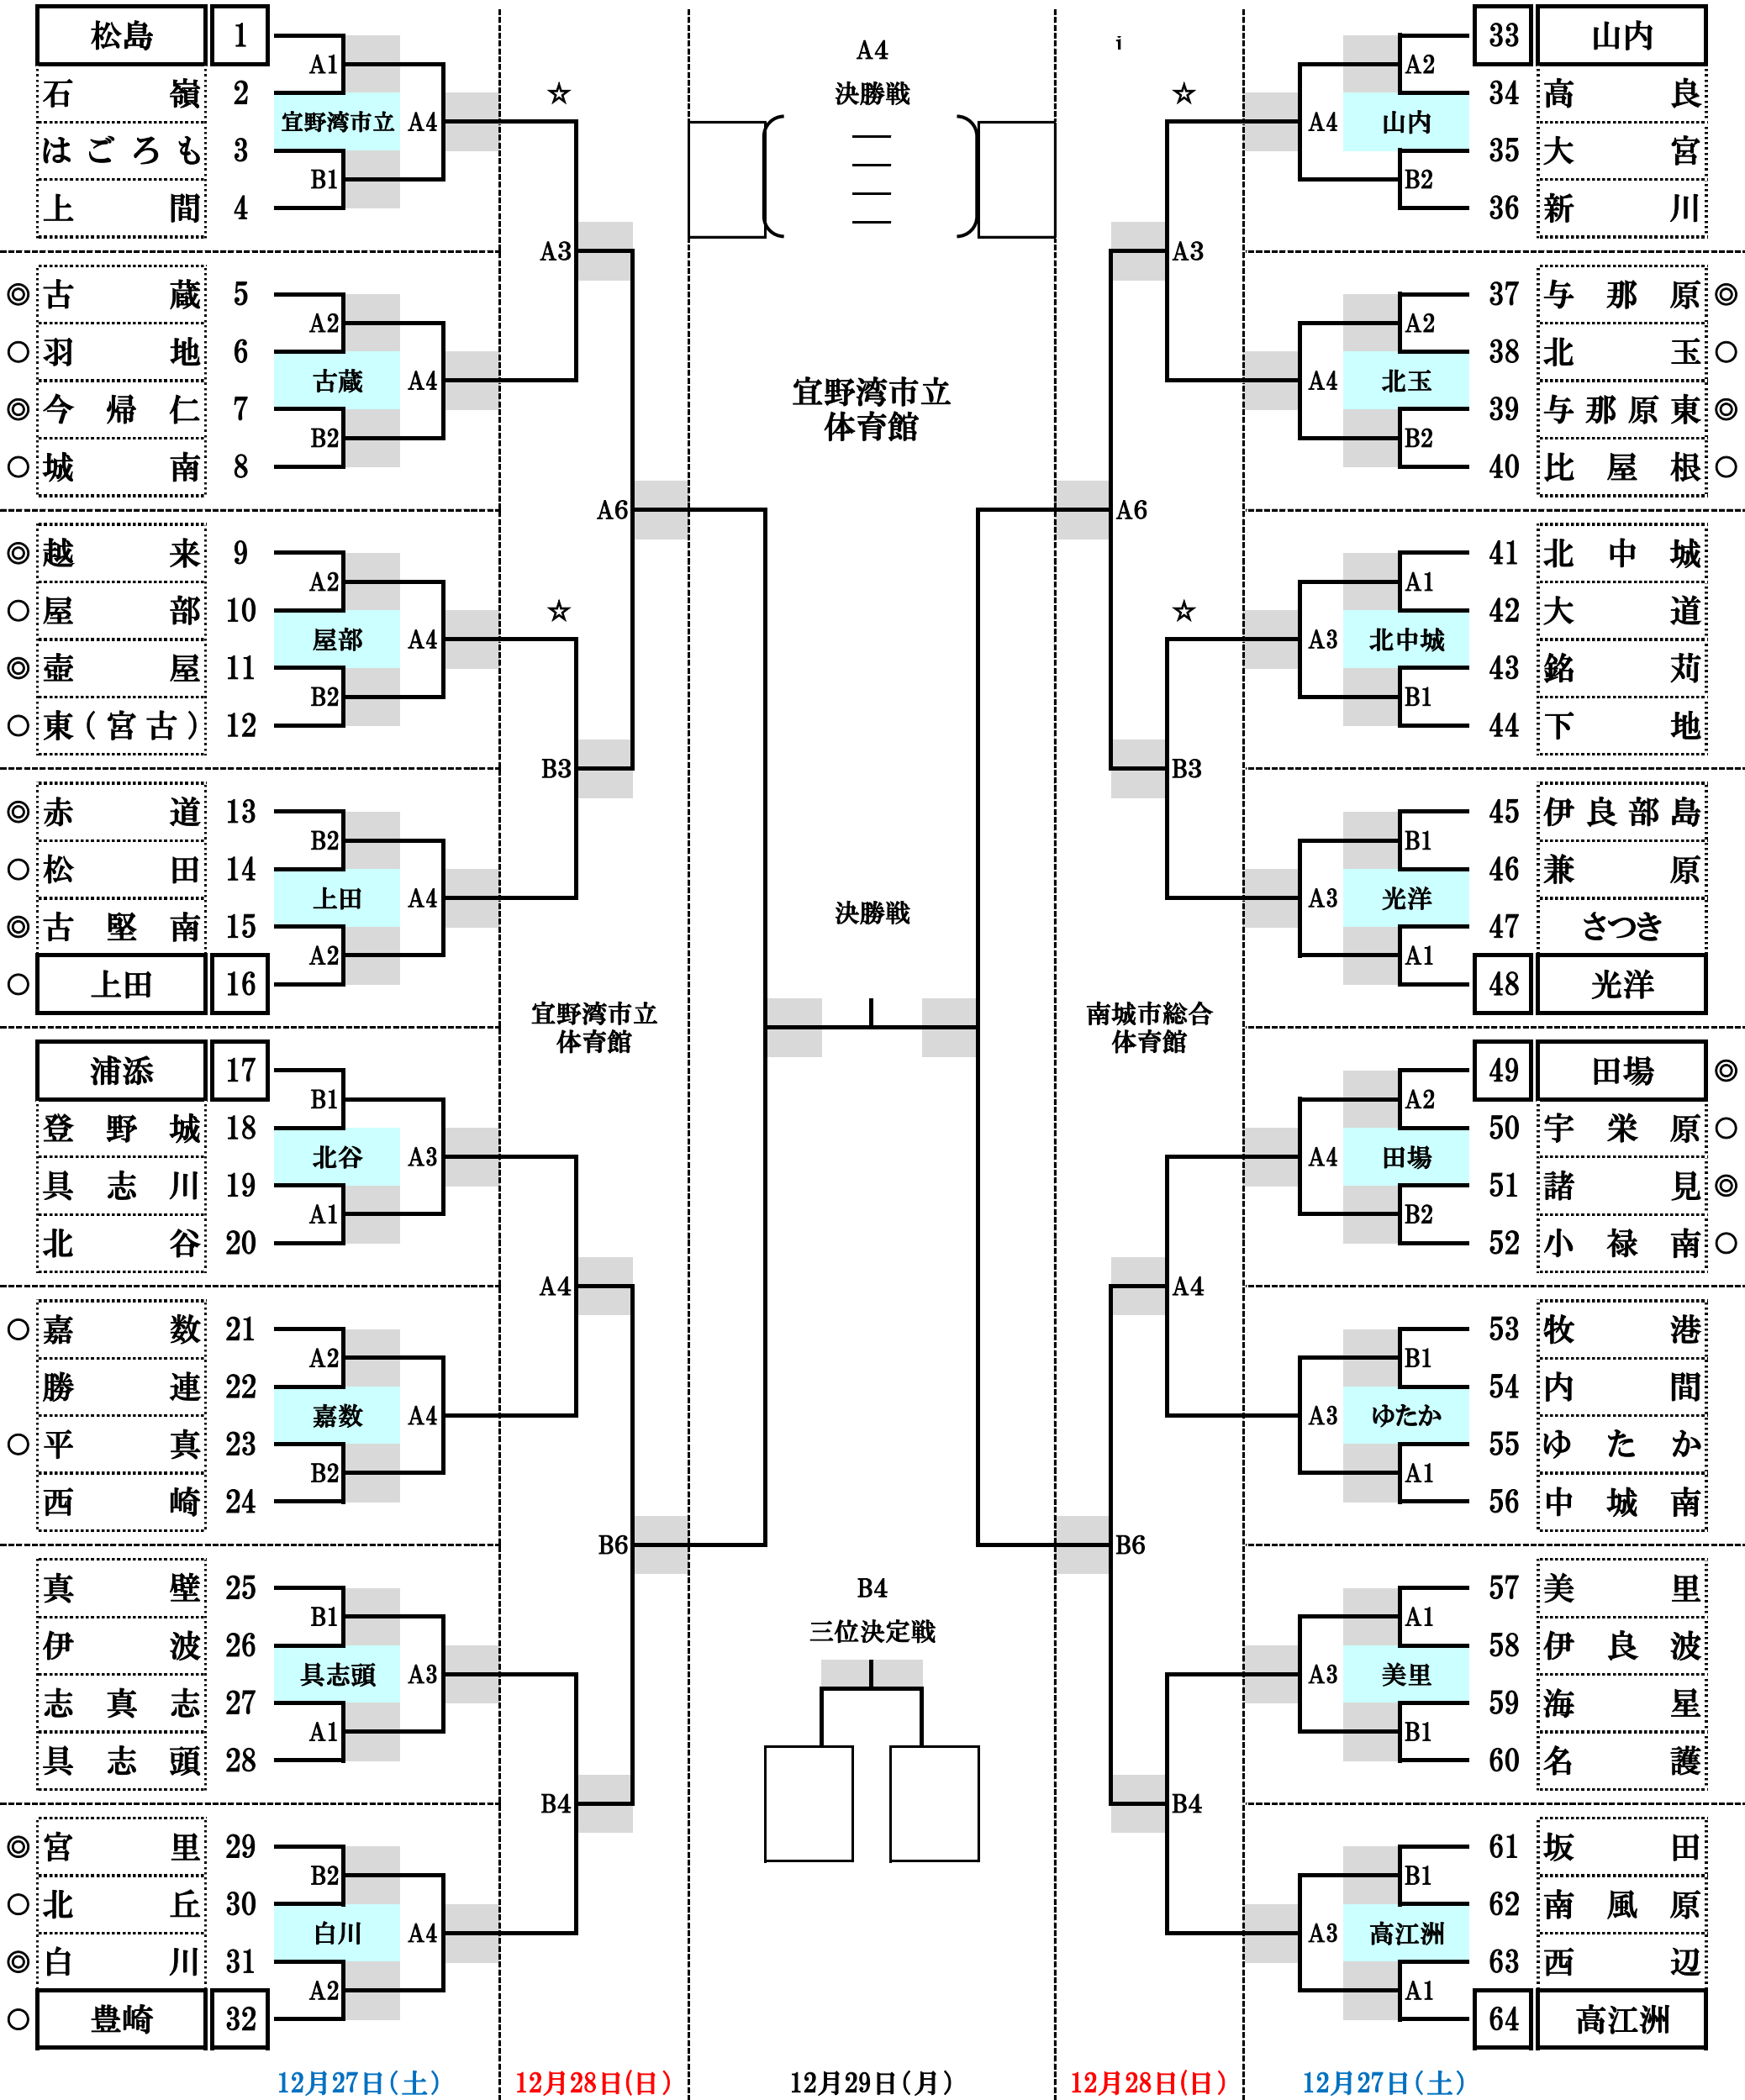 松島 1
石嶺 2
はごろも 3
上間 4
A1
宜野湾市立 A4
B1
◎ 古蔵 5
○ 羽地 6
◎ 今帰仁 7
○ 城南 8
A2
古蔵 A4
B2
◎ 越来 9
○ 屋部 10
◎ 壺屋 11
○ 東(宮古) 12
A2
屋部 A4
B2
◎ 赤道 13
○ 松田 14
◎ 古堅南 15
○ 上田 16
B2
上田 A4
A2
浦添 17
登野城 18
具志川 19
北谷 20
B1
北谷 A3
A1
○ 嘉数 21
勝連 22
○ 平真 23
西崎 24
A2
嘉数 A4
B2
真壁 25
伊波 26
志真志 27
具志頭 28
B1
具志頭 A3
A1
◎ 宮里 29
○ 北丘 30
◎ 白川 31
○ 豊崎 32
B2
白川 A4
A2
12月27日(土)
☆
A3
☆
B3
A6
宜野湾市立
体育館
A4
B4
B6
12月28日(日)
A4
決勝戦
宜野湾市立
体育館
決勝戦
B4
三位決定戦
12月29日(月)
i
☆
A3
A6
☆
B3
南城市総合
体育館
A4
B6
B4
12月28日(日)
33 山内
34 高良
35 大宮
36 新川
A2
A4 山内
B2
37 与那原 ◎
38 北玉 ○
39 与那原東 ◎
40 比屋根 ○
A2
A4 北玉
B2
41 北中城
42 大道
43 銘苅
44 下地
A1
A3 北中城
B1
45 伊良部島
46 兼原
47 さつき
48 光洋
B1
A3 光洋
A1
49 田場 ◎
50 宇栄原 ○
51 諸見 ◎
52 小禄南 ○
A2
A4 田場
B2
53 牧港
54 内間
55 ゆたか
56 中城南
B1
A3 ゆたか
A1
57 美里
58 伊良波
59 海星
60 名護
A1
A3 美里
B1
61 坂田
62 南風原
63 西辺
64 高江洲
B1
A3 高江洲
A1
12月27日(土)